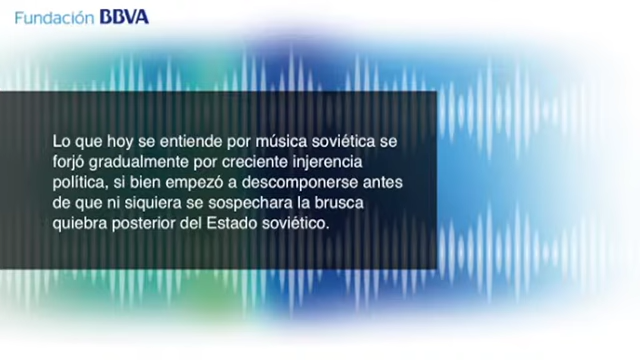 Fundación BBVA
Lo que hoy se entiende por música soviética se
forjó gradualmente por creciente injerencia
política, si bien empezó a descomponerse antes
de que ni siquiera se sospechara la brusca
quiebra posterior del Estado soviético.